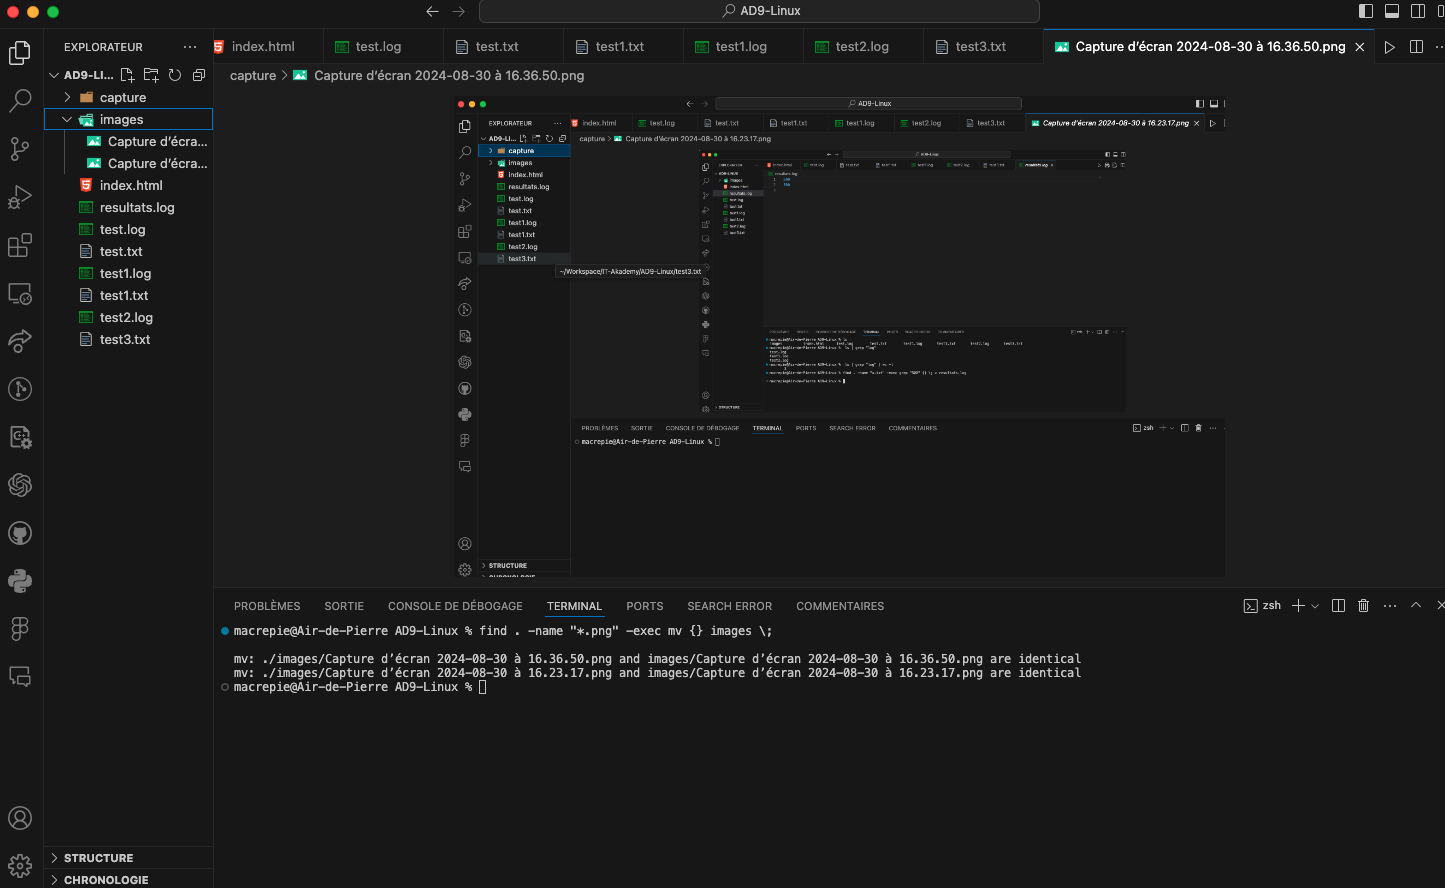 AD9-Linux
EXPLORATEUR
index.html
test.log
test.txt
test1.txt
test1.log
test2.log
test3.txt
Capture d’écran 2024-08-30 à 16.36.50.png
AD9-LI...
capture
images
Capture d’écra...
Capture d’écra...
index.html
resultats.log
test.log
test.txt
test1.log
test1.txt
test2.log
test3.txt
STRUCTURE
CHRONOLOGIE
capture > Capture d’écran 2024-08-30 à 16.36.50.png
AD9-Linux
EXPLORATEUR
index.html
test.log
test.txt
test1.txt
test1.log
test2.log
test3.txt
Capture d’écran 2024-08-30 à 16.23.17.png
AD9-LI...
capture > Capture d’écran 2024-08-30 à 16.23.17.png
capture
images
index.html
resultats.log
test.log
test.txt
test1.log
test1.txt
test2.log
test3.txt
~/Workspace/IT-Akademy/AD9-Linux/test3.txt
PROBLÈMES
SORTIE
CONSOLE DE DÉBOGAGE
TERMINAL
PORTS
SEARCH ERROR
COMMENTAIRES
zsh
macrepie@Air-de-Pierre AD9-Linux %
STRUCTURE
CHRONOLOGIE
PROBLÈMES
SORTIE
CONSOLE DE DÉBOGAGE
TERMINAL
PORTS
SEARCH ERROR
COMMENTAIRES
zsh
macrepie@Air-de-Pierre AD9-Linux % find . -name "*.png" -exec mv {} images \;
mv: ./images/Capture d’écran 2024-08-30 à 16.36.50.png and images/Capture d’écran 2024-08-30 à 16.36.50.png are identical
mv: ./images/Capture d’écran 2024-08-30 à 16.23.17.png and images/Capture d’écran 2024-08-30 à 16.23.17.png are identical
macrepie@Air-de-Pierre AD9-Linux %